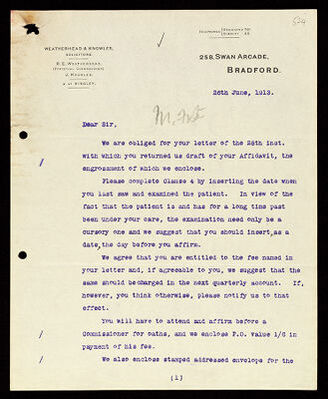 WEATHERHEAD & KNOWLES,
SOLICITORS.
J. KNOWLES.
258, SWAN ARCADE,
BRADFORD.
26th June, 1913.
Dear Sir,
We are obliged for your letter of the 25th inst.
with which you returned us draft of your Affidavit, the
engrossment of which we enclose.
Please complete Clause 4 by inserting the date when
you last saw and examined the patient. In view of the
fact that the patient is and has for a long time past
been under your care, the examination need only be a
cursory one and we suggest that you should insert,as a
date,the day before you affirm.
We agree that you are entitled to the fee named in
your letter and, if agreeable to you, we suggest that the
same should becharged in the next quarterly account. If,
however, you think otherwise, please notify us to that
effect.
You will have to attend and affirm before a
Commissioner for oaths, and we enclose P.O. value 1/6 in
payment of his fee.
We also enclose stamped addressed envelope for the
(1)